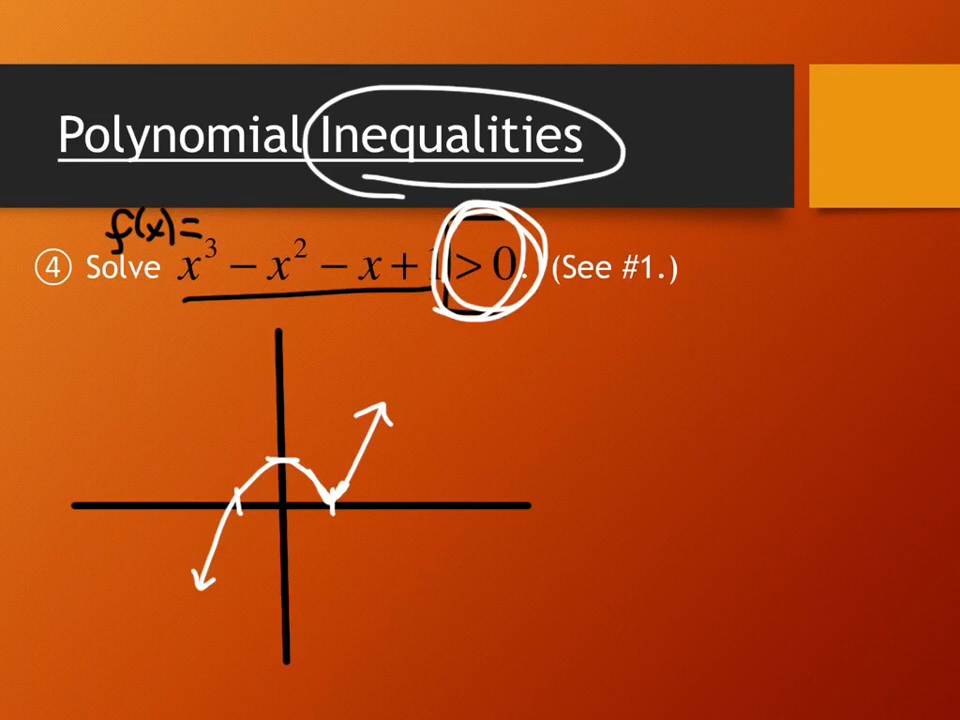 Polynomial Inequalities
f(x)=
④ Solve x³ − x² − x + 1 > 0. (See #1.)